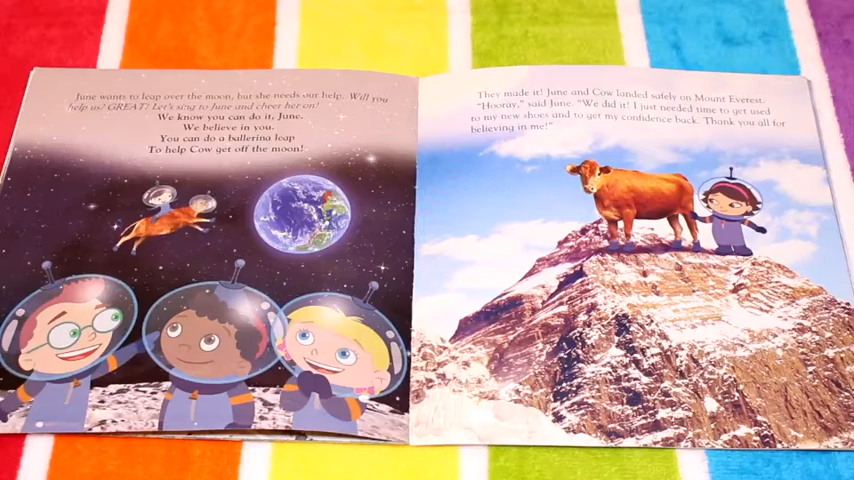 June wants to leap over the moon, but she needs our help. Will you
help us? GREAT! Let's sing to June and cheer her on!
We know you can do it, June.
We believe in you.
You can do a ballerina leap
To help Cow get off the moon!
They made it! June and Cow landed safely on Mount Everest.
"Hooray," said June. "We did it! I just needed time to get used
to my new shoes and to get my confidence back. Thank you all for
believing in me!"